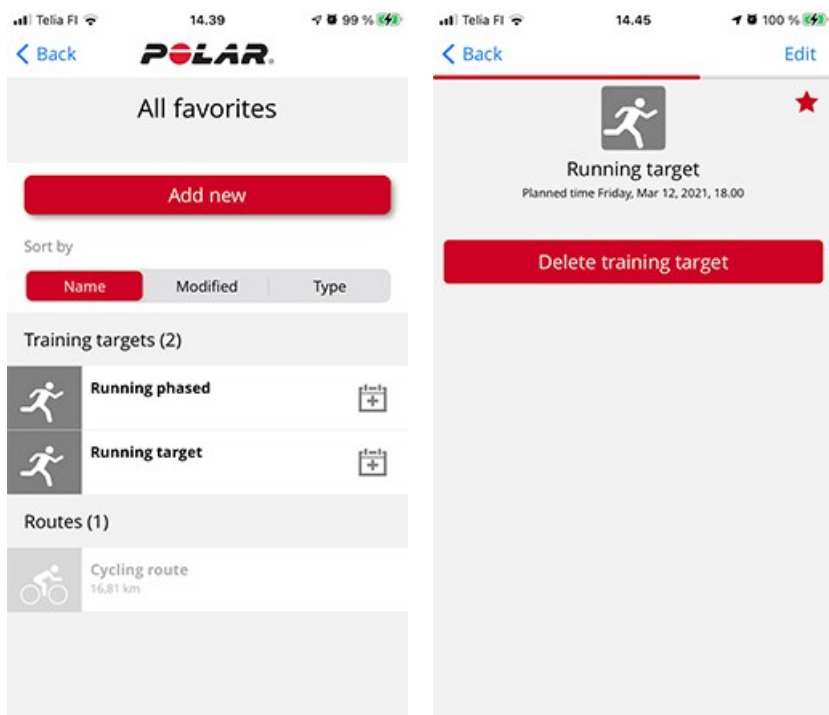 Telia FI 14.39 99 %
Back POLAR.
All favorites
Add new
Sort by
Name Modified Type
Training targets (2)
Running phased
Running target
Routes (1)
Cycling route
16,81 km
Telia FI 14.45 100 %
Back Edit
Running target
Planned time Friday, Mar 12, 2021, 18.00
Delete training target